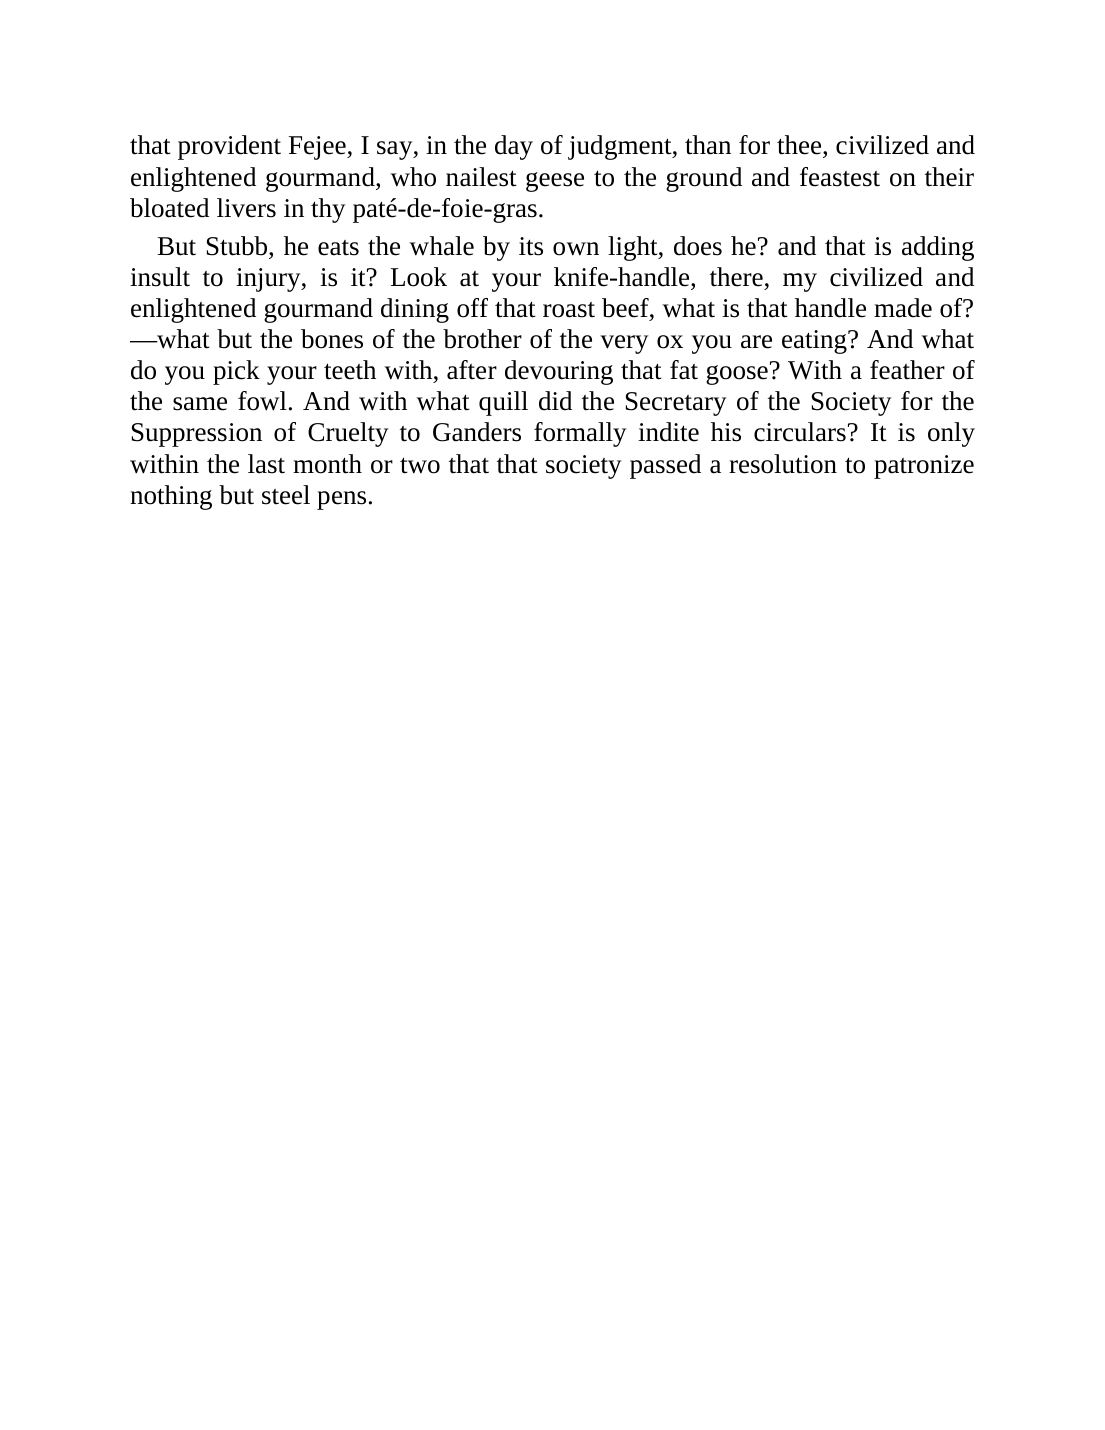 that provident Fejee, I say, in the day of judgment, than for thee, civilized and
enlightened gourmand, who nailest geese to the ground and feastest on their
bloated livers in thy paté-de-foie-gras.
But Stubb, he eats the whale by its own light, does he? and that is adding
insult to injury, is it? Look at your knife-handle, there, my civilized and
enlightened gourmand dining off that roast beef, what is that handle made of?
—what but the bones of the brother of the very ox you are eating? And what
do you pick your teeth with, after devouring that fat goose? With a feather of
the same fowl. And with what quill did the Secretary of the Society for the
Suppression of Cruelty to Ganders formally indite his circulars? It is only
within the last month or two that that society passed a resolution to patronize
nothing but steel pens.